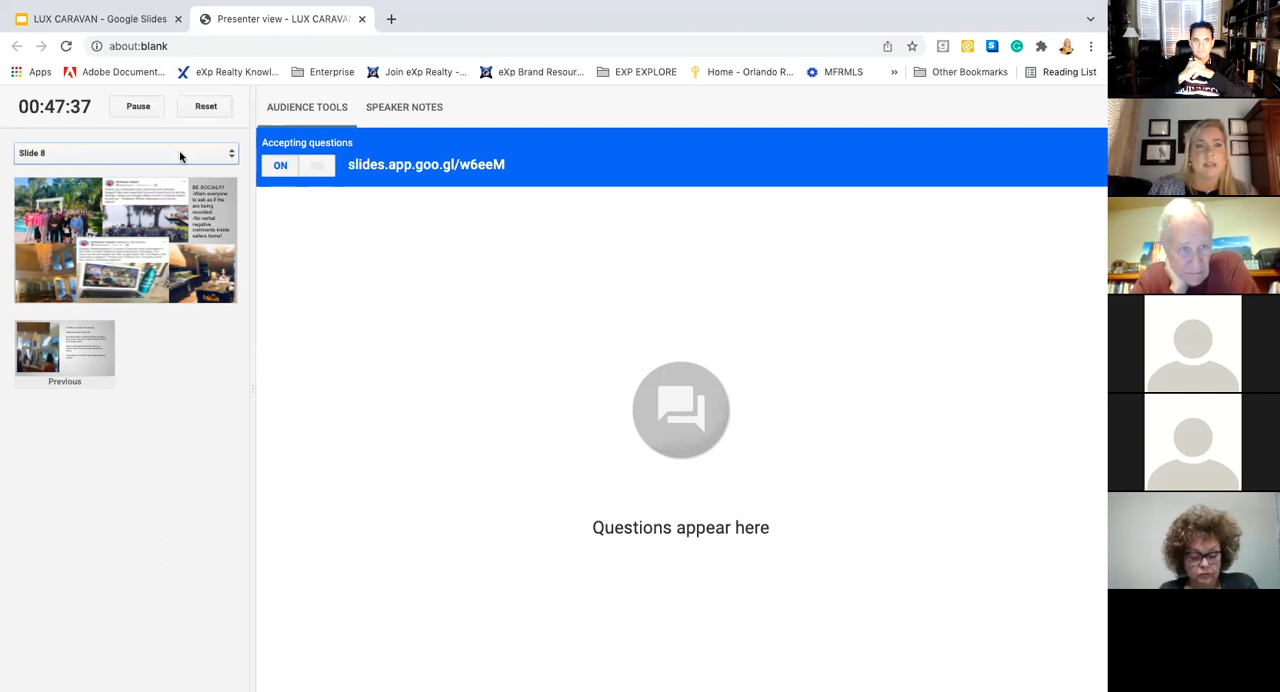 LUX CARAVAN - Google Slides
Presenter view - LUX CARAVA
about:blank
Apps
Adobe Document...
eXp Realty Knowl...
Enterprise
Join eXp Realty -...
eXp Brand Resour...
EXP EXPLORE
Home - Orlando R...
MFRMLS
»
Other Bookmarks
Reading List
00:47:37
Pause
Reset
AUDIENCE TOOLS
SPEAKER NOTES
Slide 8
Accepting questions
ON
slides.app.goo.gl/w6eeM
BE SOCIAL!!!
-Warn everyone
to ask as if the
are being
recorded.
-No verbal
negative
comments inside
sellers home!
Previous
Questions appear here